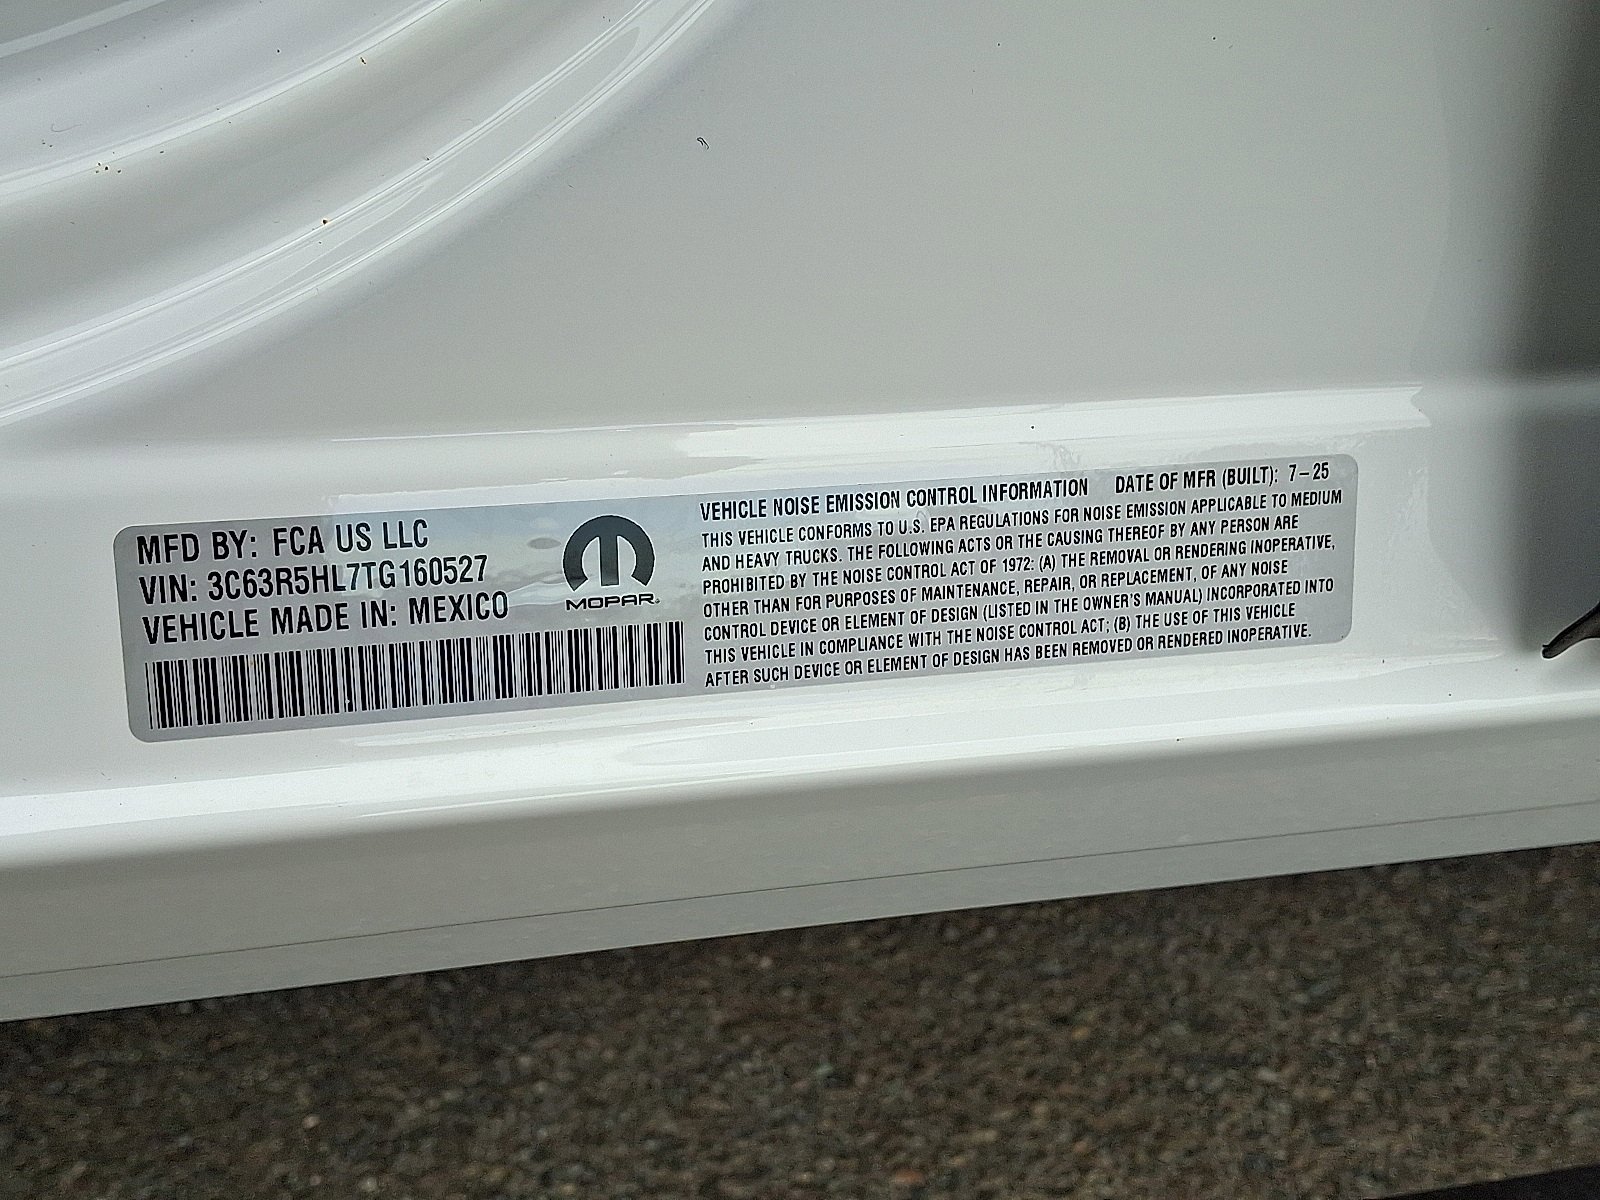 MFD BY: FCA US LLC
VIN: 3C63R5HL7TG160527
VEHICLE MADE IN: MEXICO
MOPAR®
VEHICLE NOISE EMISSION CONTROL INFORMATION DATE OF MFR (BUILT): 7-25
THIS VEHICLE CONFORMS TO U.S. EPA REGULATIONS FOR NOISE EMISSION APPLICABLE TO MEDIUM
AND HEAVY TRUCKS. THE FOLLOWING ACTS OR THE CAUSING THEREOF BY ANY PERSON ARE
PROHIBITED BY THE NOISE CONTROL ACT OF 1972: (A) THE REMOVAL OR RENDERING INOPERATIVE,
OTHER THAN FOR PURPOSES OF MAINTENANCE, REPAIR, OR REPLACEMENT, OF ANY NOISE
CONTROL DEVICE OR ELEMENT OF DESIGN (LISTED IN THE OWNER'S MANUAL) INCORPORATED INTO
THIS VEHICLE IN COMPLIANCE WITH THE NOISE CONTROL ACT; (B) THE USE OF THIS VEHICLE
AFTER SUCH DEVICE OR ELEMENT OF DESIGN HAS BEEN REMOVED OR RENDERED INOPERATIVE.